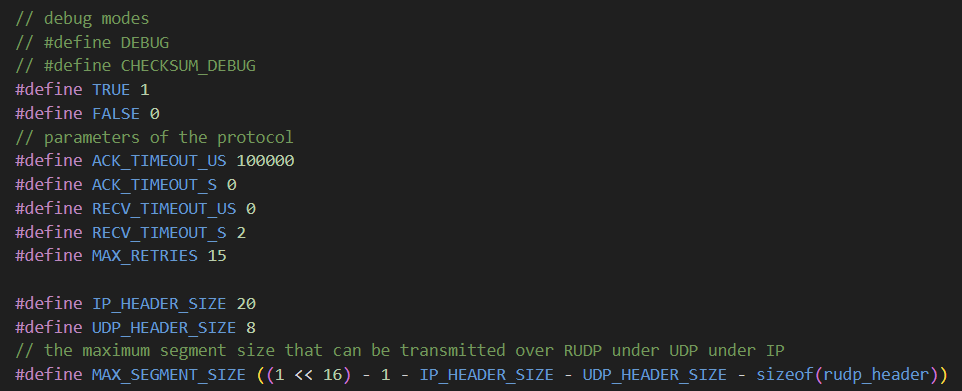 // debug modes
// #define DEBUG
// #define CHECKSUM_DEBUG
#define TRUE 1
#define FALSE 0
// parameters of the protocol
#define ACK_TIMEOUT_US 100000
#define ACK_TIMEOUT_S 0
#define RECV_TIMEOUT_US 0
#define RECV_TIMEOUT_S 2
#define MAX_RETRIES 15
#define IP_HEADER_SIZE 20
#define UDP_HEADER_SIZE 8
// the maximum segment size that can be transmitted over RUDP under UDP under IP
#define MAX_SEGMENT_SIZE ((1 << 16) - 1 - IP_HEADER_SIZE - UDP_HEADER_SIZE - sizeof(rudp_header))